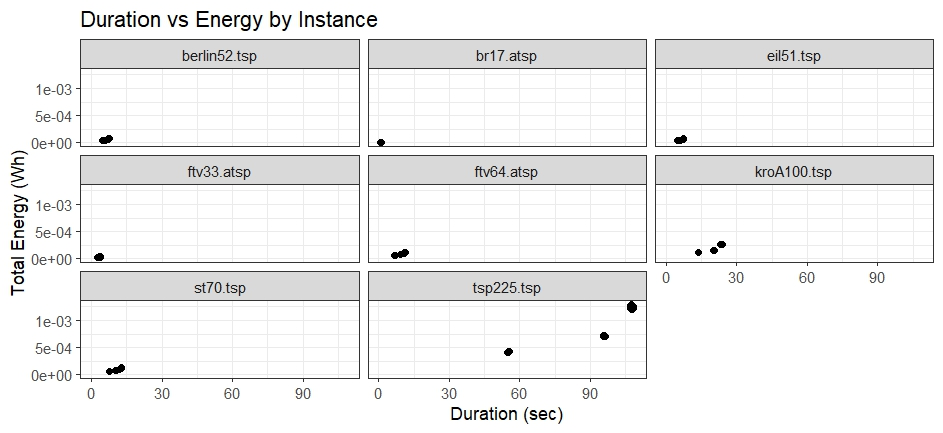 Duration vs Energy by Instance
berlin52.tsp
br17.atsp
eil51.tsp
1e-03
5e-04
0e+00
ftv33.atsp
ftv64.atsp
kroA100.tsp
1e-03
5e-04
0e+00
0 30 60 90
st70.tsp
tsp225.tsp
1e-03
5e-04
0e+00
0 30 60 90
0 30 60 90
Duration (sec)
Total Energy (Wh)